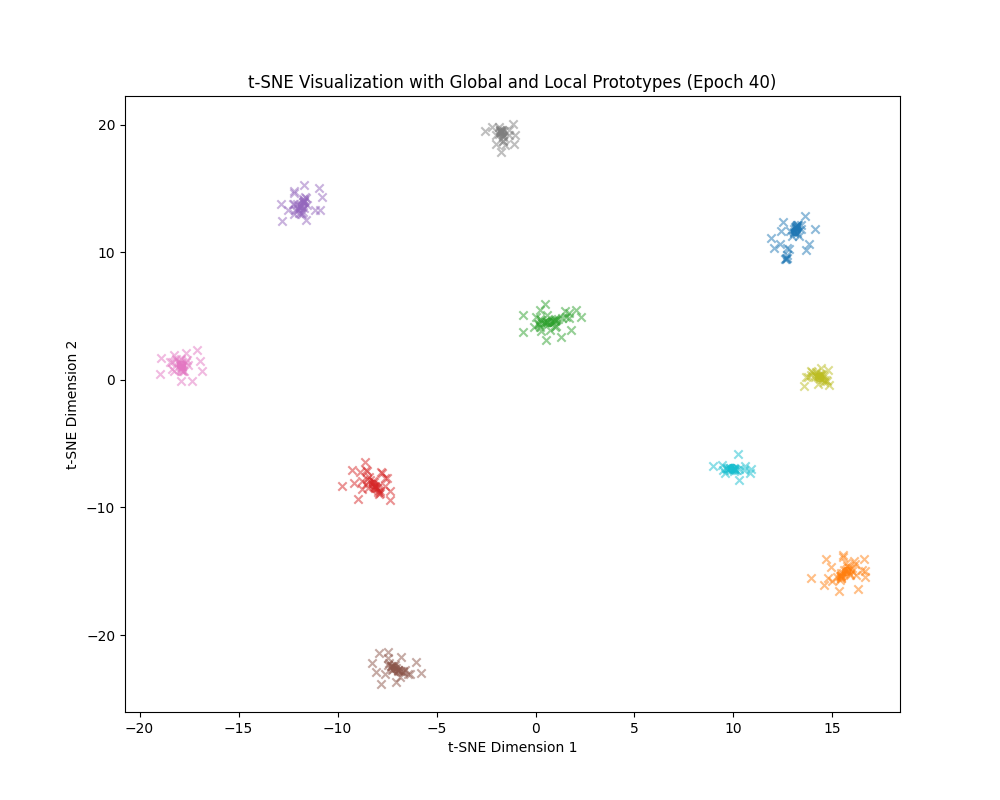 t-SNE Visualization with Global and Local Prototypes (Epoch 40)
t-SNE Dimension 2
20
10
0
−10
−20
−20 −15 −10 −5 0 5 10 15
t-SNE Dimension 1